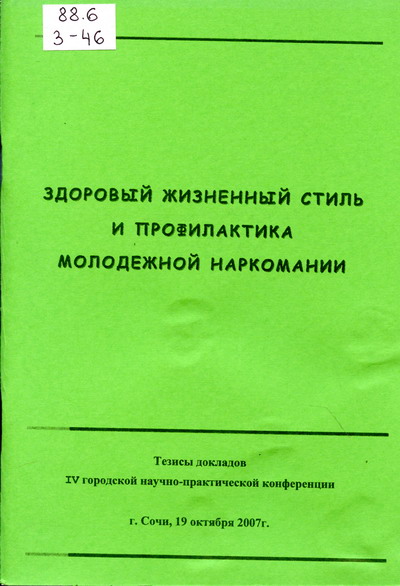 88.6
З-46
ЗДОРОВЫЙ ЖИЗНЕННЫЙ СТИЛЬ
И ПРОФИЛАКТИКА
МОЛОДЕЖНОЙ НАРКОМАНИИ
Тезисы докладов
IV городской научно-практической конференции
г. Сочи, 19 октября 2007г.